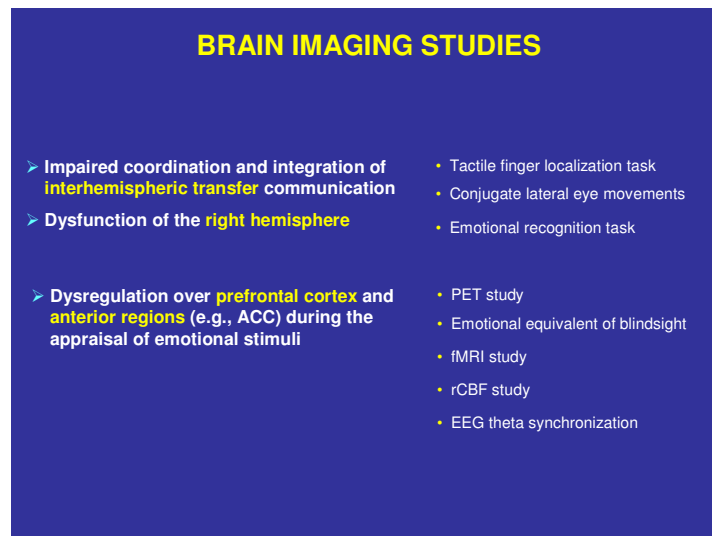 BRAIN IMAGING STUDIES
➢ Impaired coordination and integration of
interhemispheric transfer communication
➢ Dysfunction of the right hemisphere
• Tactile finger localization task
• Conjugate lateral eye movements
• Emotional recognition task
➢ Dysregulation over prefrontal cortex and
anterior regions (e.g., ACC) during the
appraisal of emotional stimuli
• PET study
• Emotional equivalent of blindsight
• fMRI study
• rCBF study
• EEG theta synchronization